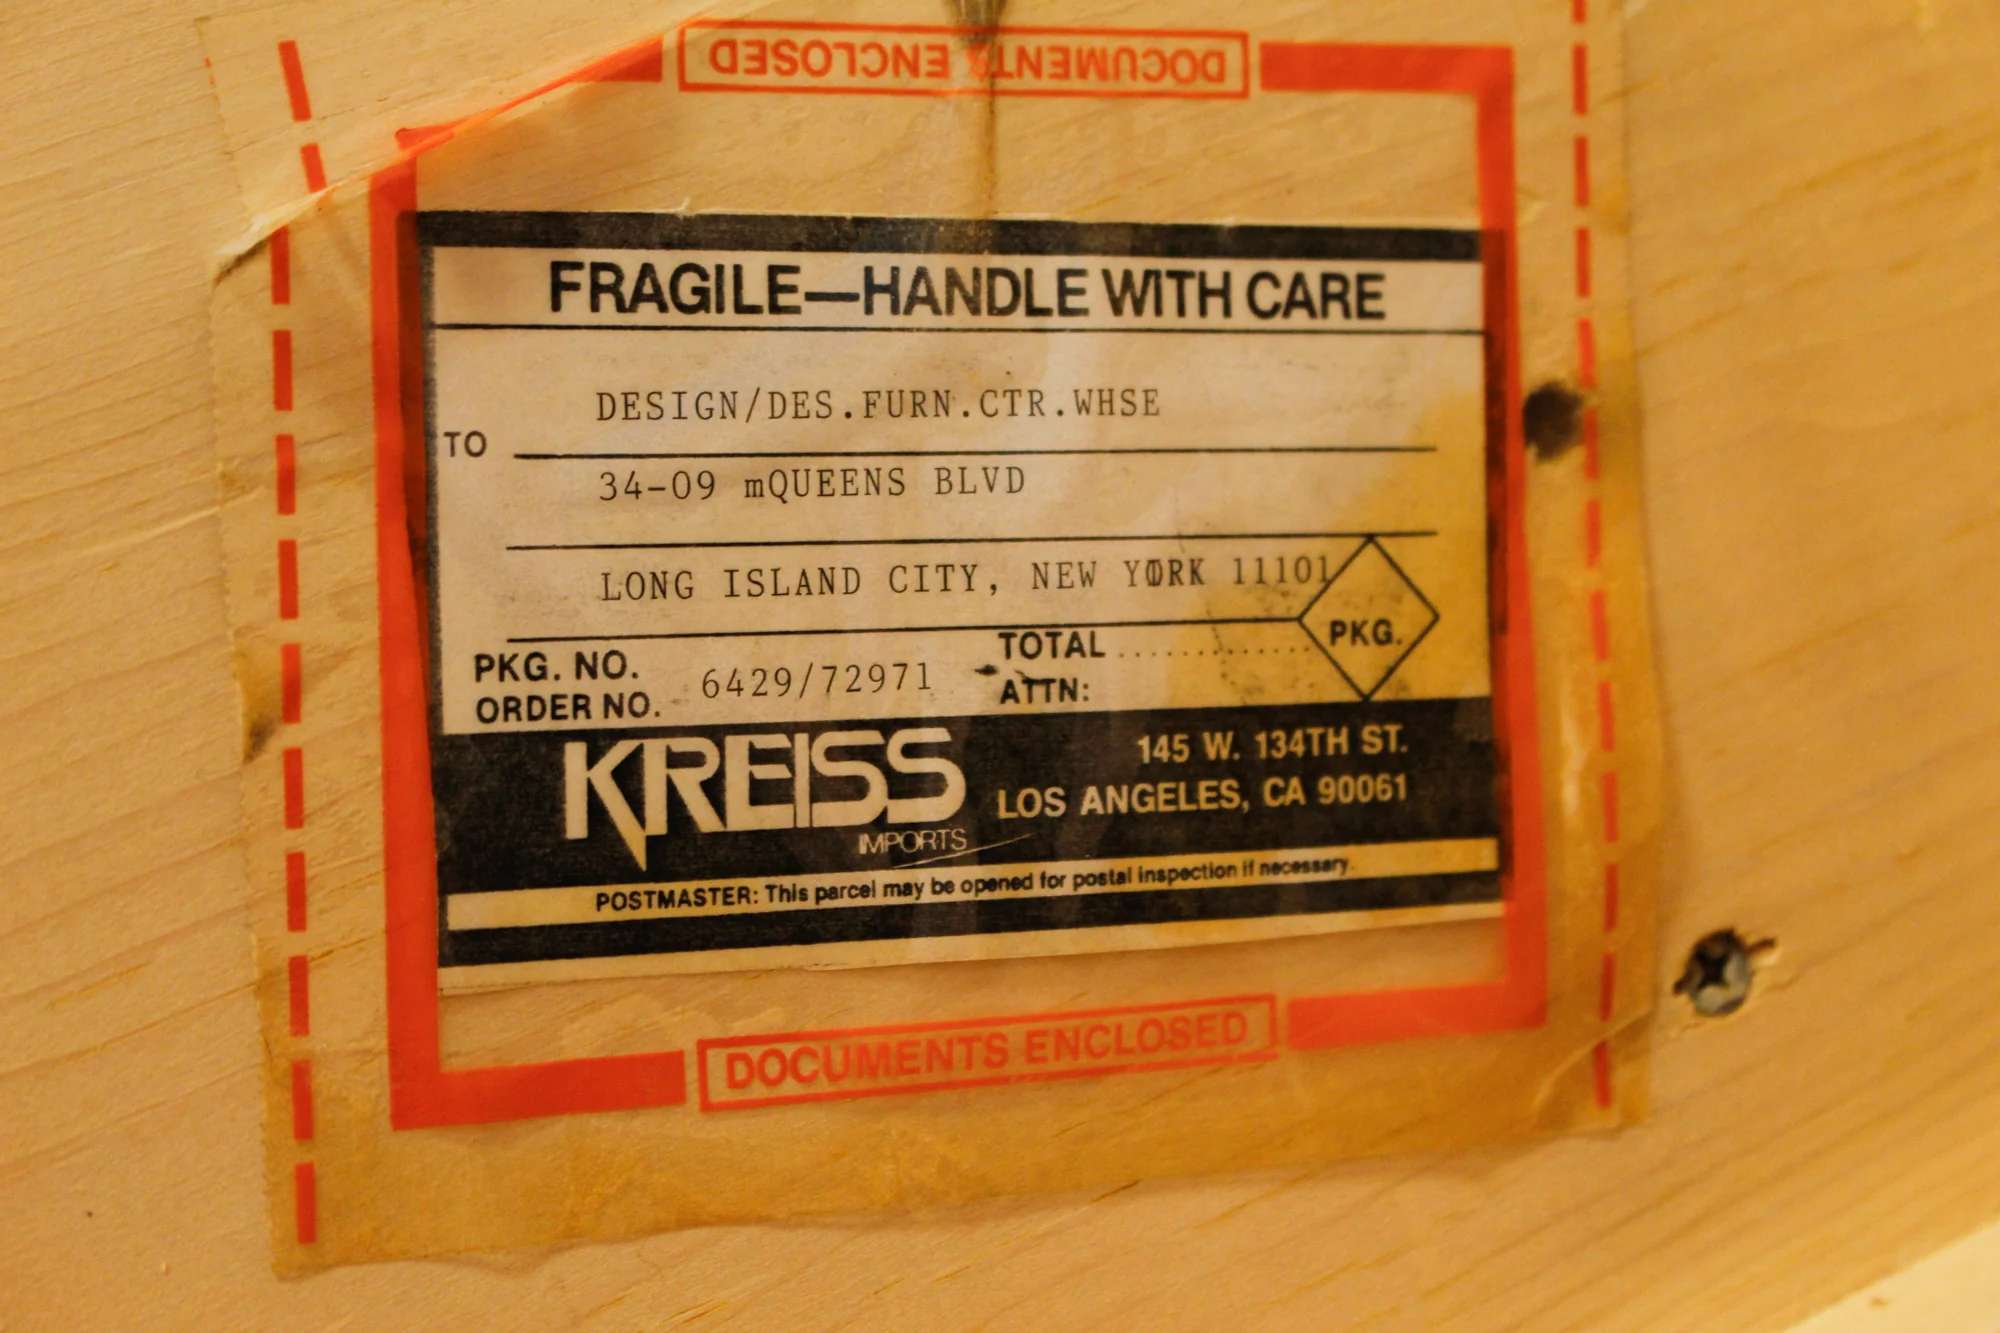 DOCUMENTS ENCLOSED
FRAGILE—HANDLE WITH CARE
DESIGN/DES.FURN.CTR.WHSE
TO
34-09 mQUEENS BLVD
LONG ISLAND CITY, NEW YORK 11101
PKG. NO.
ORDER NO.
6429/72971
TOTAL ............
PKG.
ATTN:
KREISS
IMPORTS
145 W. 134TH ST.
LOS ANGELES, CA 90061
POSTMASTER: This parcel may be opened for postal inspection if necessary.
DOCUMENTS ENCLOSED